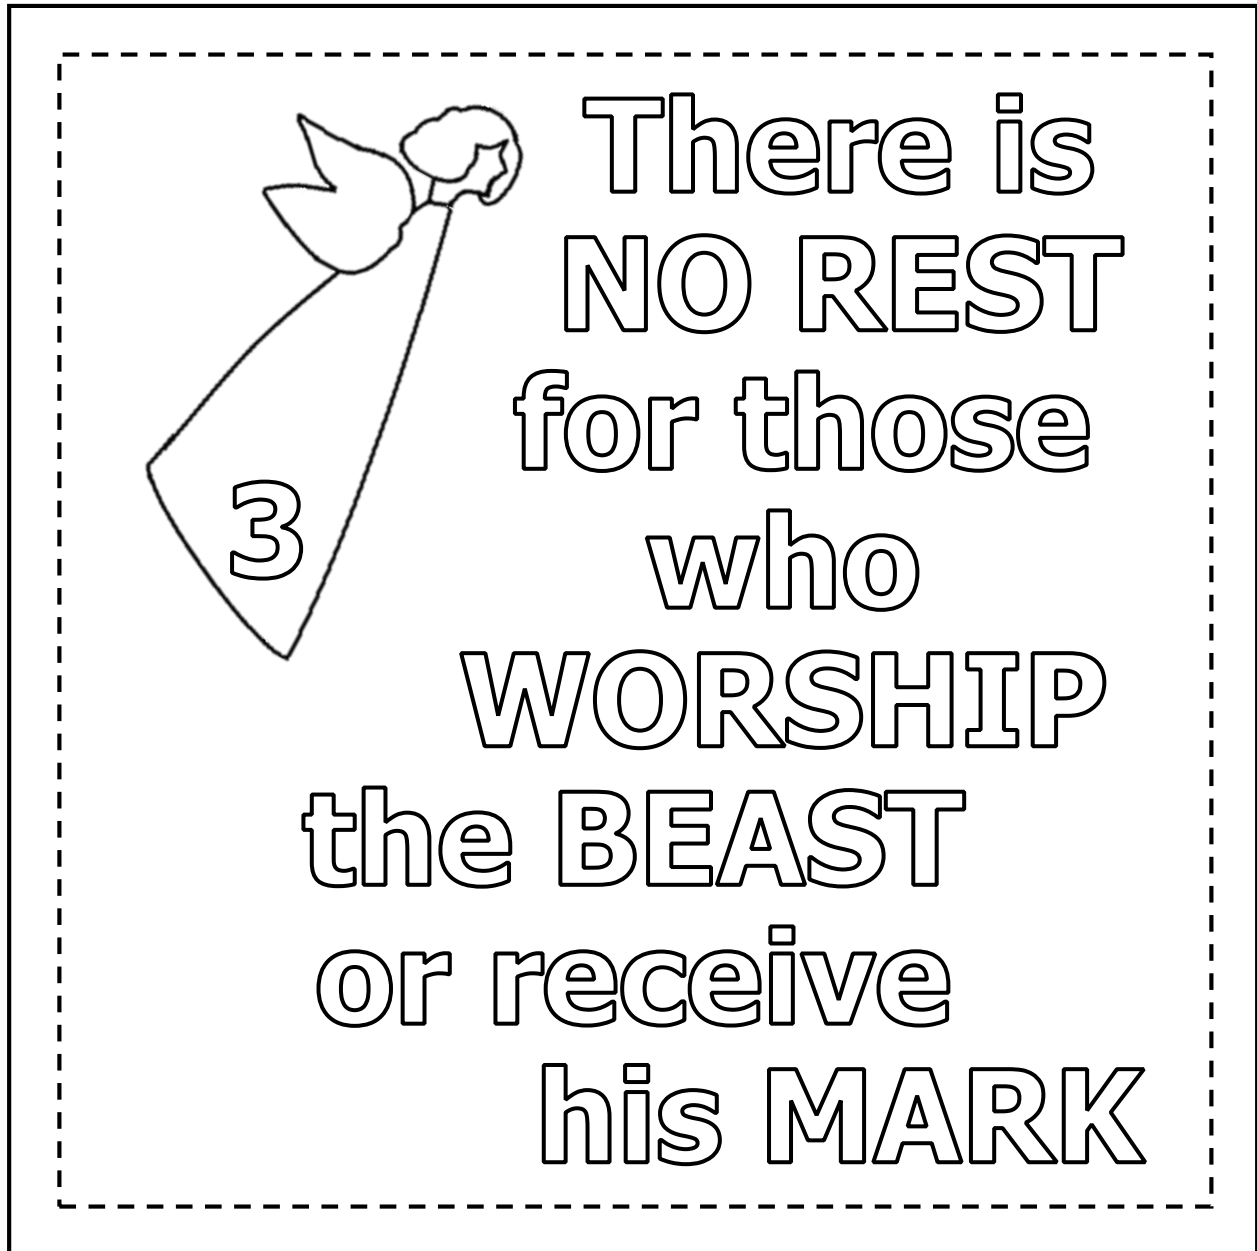 There is
NO REST
for those
3
who
WORSHIP
the BEAST
or receive
his MARK